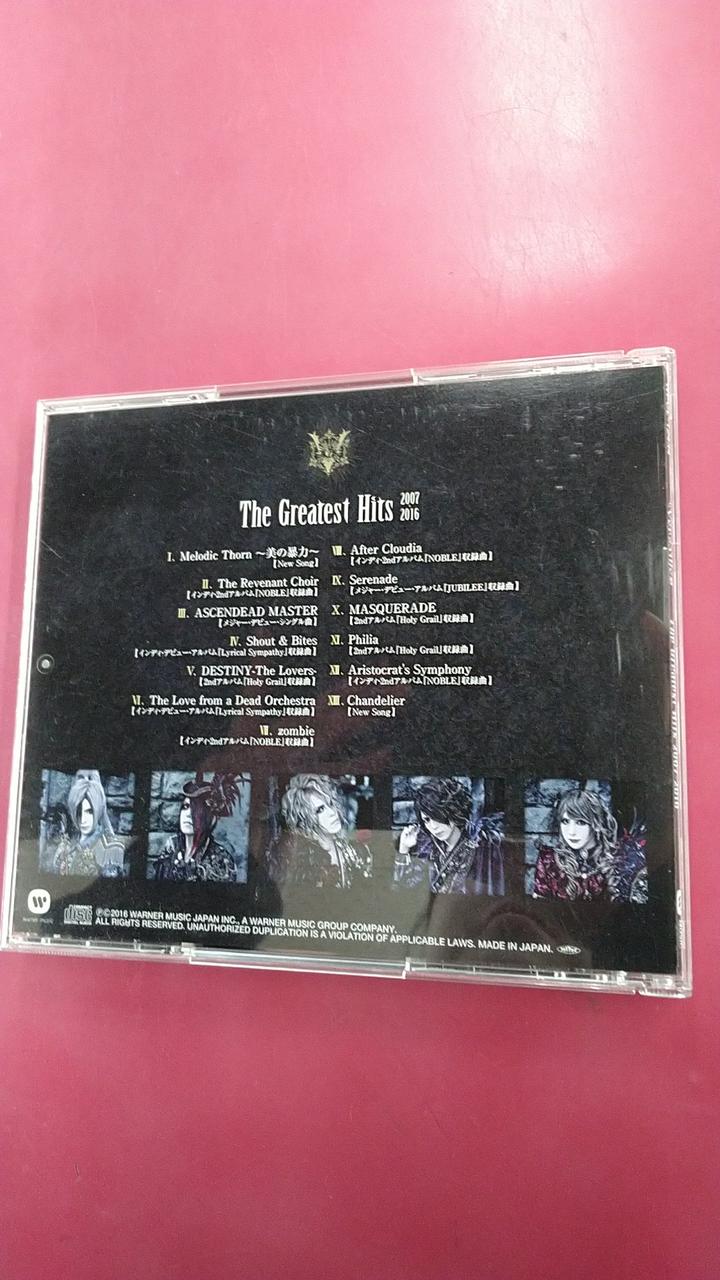 The Greatest Hits 2007 2016
I. Melodic Thorn ～美の暴力～
【New Song】
II. The Revenant Choir
【インディ・2ndアルバム『NOBLE』収録曲】
III. ASCENDEAD MASTER
【メジャー・デビュー・シングル曲】
IV. Shout & Bites
【インディ・デビュー・アルバム『Lyrical Sympathy』収録曲】
V. DESTINY-The Lovers-
【2ndアルバム『Holy Grail』収録曲】
VI. The Love from a Dead Orchestra
【インディ・デビュー・アルバム『Lyrical Sympathy』収録曲】
VII. zombie
【インディ・2ndアルバム『NOBLE』収録曲】
VIII. After Cloudia
【インディ・2ndアルバム『NOBLE』収録曲】
IX. Serenade
【メジャー・デビュー・アルバム『JUBILEE』収録曲】
X. MASQUERADE
【2ndアルバム『Holy Grail』収録曲】
XI. Philia
【2ndアルバム『Holy Grail』収録曲】
XII. Aristocrat's Symphony
【インディ・2ndアルバム『NOBLE』収録曲】
XIII. Chandelier
【New Song】
COMPACT
disc
DIGITAL AUDIO
Ⓟ©2016 WARNER MUSIC JAPAN INC., A WARNER MUSIC GROUP COMPANY.
ALL RIGHTS RESERVED. UNAUTHORIZED DUPLICATION IS A VIOLATION OF APPLICABLE LAWS. MADE IN JAPAN.